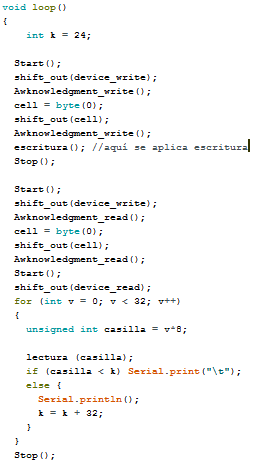 void loop()
{
int k = 24;
Start();
shift_out(device_write);
Awknowledgment_write();
cell = byte(0);
shift_out(cell);
Awknowledgment_write();
escritura(); //aquí se aplica escritura
Stop();
Start();
shift_out(device_write);
Awknowledgment_read();
cell = byte(0);
shift_out(cell);
Awknowledgment_read();
Start();
shift_out(device_read);
for (int v = 0; v < 32; v++)
{
unsigned int casilla = v*8;
lectura (casilla);
if (casilla < k) Serial.print("\t");
else {
Serial.println();
k = k + 32;
}
}
Stop();